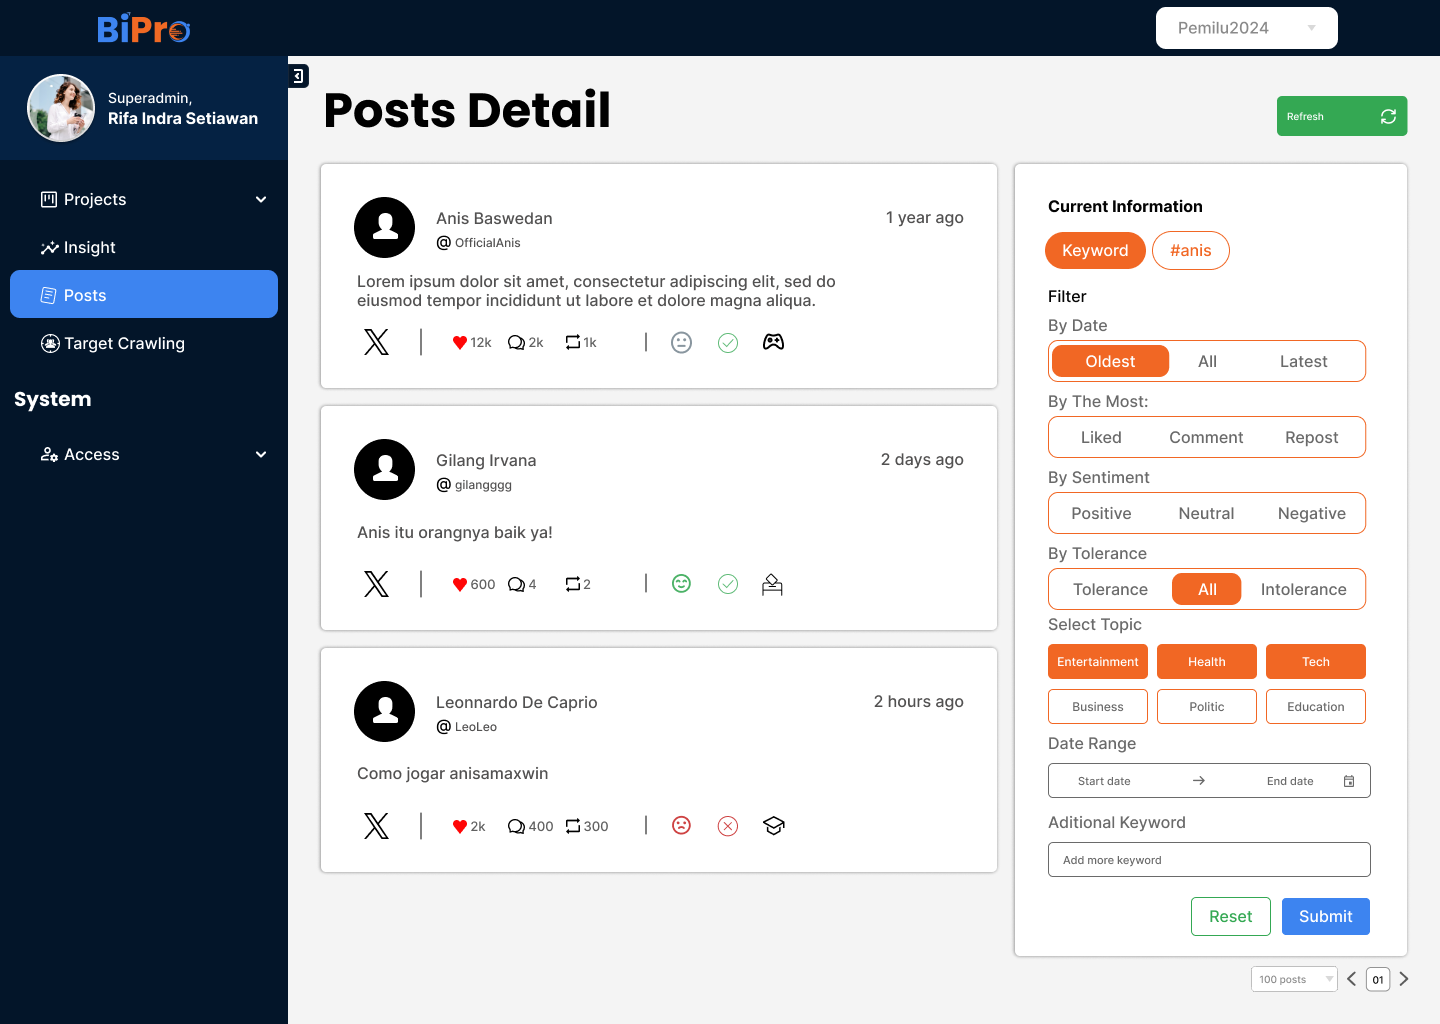 BiPro
Pemilu2024
Superadmin,
Rifa Indra Setiawan
Projects
Insight
Posts
Target Crawling
System
Access
Posts Detail
Refresh
Anis Baswedan
1 year ago
@ OfficialAnis
Lorem ipsum dolor sit amet, consectetur adipiscing elit, sed do
eiusmod tempor incididunt ut labore et dolore magna aliqua.
12k 2k 1k
Gilang Irvana
2 days ago
@ gilangggg
Anis itu orangnya baik ya!
600 4 2
Leonnardo De Caprio
2 hours ago
@ LeoLeo
Como jogar anisamaxwin
2k 400 300
Current Information
Keyword #anis
Filter
By Date
Oldest All Latest
By The Most:
Liked Comment Repost
By Sentiment
Positive Neutral Negative
By Tolerance
Tolerance All Intolerance
Select Topic
Entertainment Health Tech
Business Politic Education
Date Range
Start date End date
Aditional Keyword
Add more keyword
Reset Submit
100 posts 01